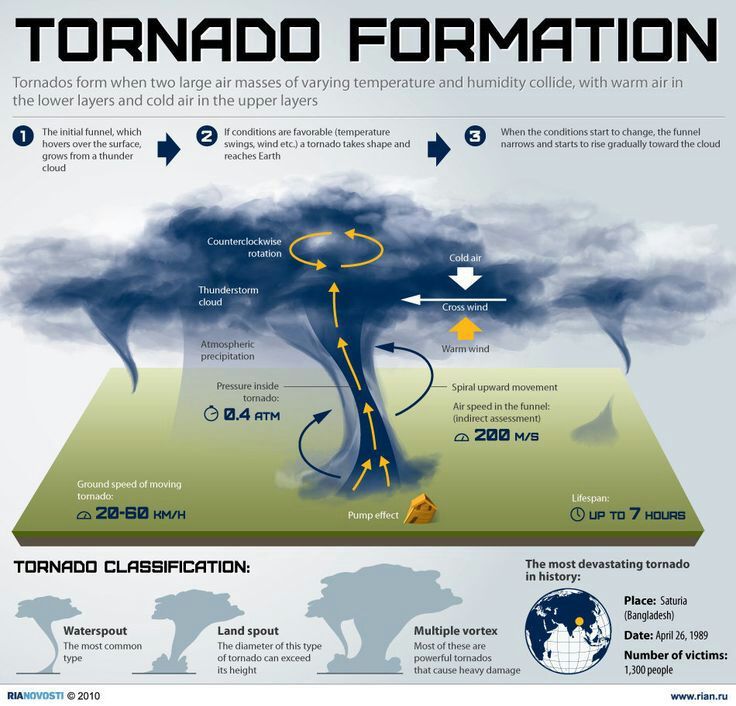 TORNADO FORMATION
Tornados form when two large air masses of varying temperature and humidity collide, with warm air in
the lower layers and cold air in the upper layers
1
The initial funnel, which
hovers over the surface,
grows from a thunder
cloud
2
If conditions are favorable (temperature
swings, wind etc.) a tornado takes shape and
reaches Earth
3
When the conditions start to change, the funnel
narrows and starts to rise gradually toward the cloud
Counterclockwise
rotation
Cold air
Thunderstorm
cloud
Cross wind
Atmospheric
precipitation
Warm wind
Pressure inside
tornado:
0.4 ATM
Spiral upward movement
Air speed in the funnel:
(indirect assessment)
200 M/S
Ground speed of moving
tornado:
20-60 KM/H
Pump effect
Lifespan:
UP TO 7 HOURS
TORNADO CLASSIFICATION:
Waterspout
The most common
type
Land spout
The diameter of this type
of tornado can exceed
its height
Multiple vortex
Most of these are
powerful tornados
that cause heavy damage
The most devastating tornado
in history:
Place: Saturia
(Bangladesh)
Date: April 26, 1989
Number of victims:
1,300 people
RIANOVOSTI © 2010
www.rian.ru